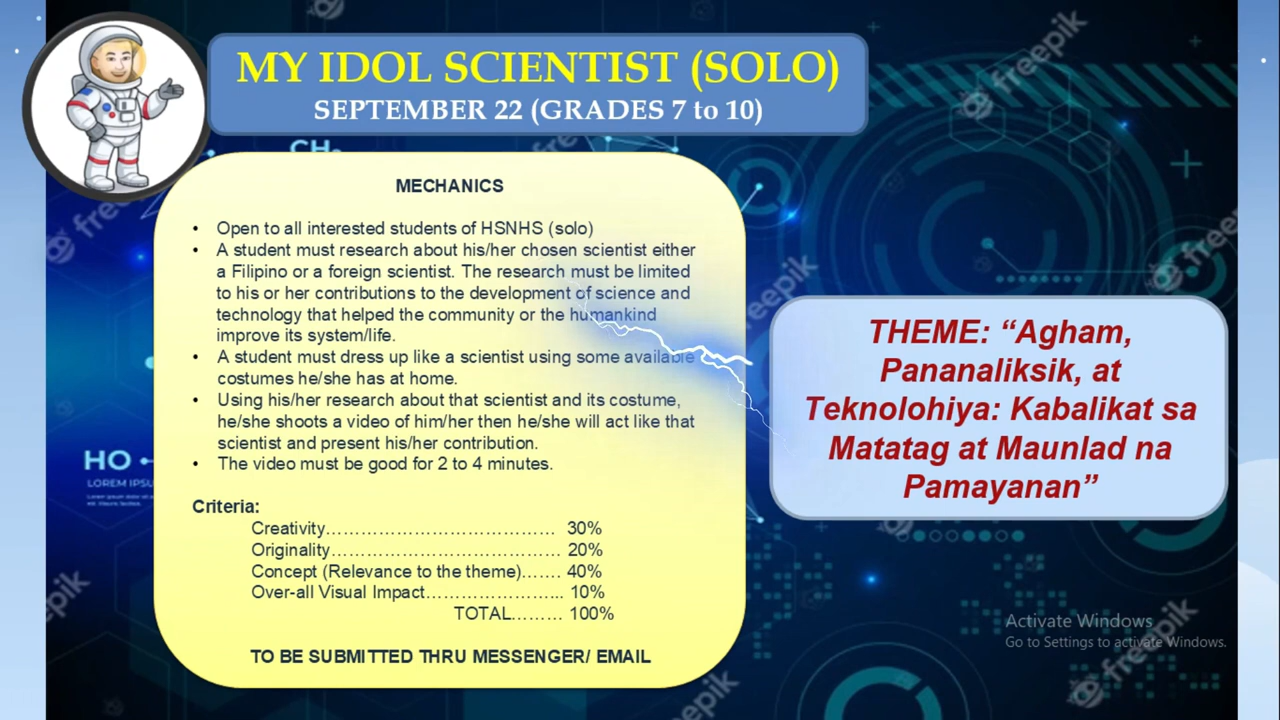 MY IDOL SCIENTIST (SOLO)
SEPTEMBER 22 (GRADES 7 to 10)
MECHANICS
• Open to all interested students of HSNHS (solo)
• A student must research about his/her chosen scientist either
a Filipino or a foreign scientist. The research must be limited
to his or her contributions to the development of science and
technology that helped the community or the humankind
improve its system/life.
• A student must dress up like a scientist using some available
costumes he/she has at home.
• Using his/her research about that scientist and its costume,
he/she shoots a video of him/her then he/she will act like that
scientist and present his/her contribution.
• The video must be good for 2 to 4 minutes.
Criteria:
Creativity………………………………… 30%
Originality………………………………… 20%
Concept (Relevance to the theme)……. 40%
Over-all Visual Impact…………………... 10%
TOTAL……… 100%
TO BE SUBMITTED THRU MESSENGER/ EMAIL
THEME: “Agham,
Pananaliksik, at
Teknolohiya: Kabalikat sa
Matatag at Maunlad na
Pamayanan”
HO
LOREM IPSU
freepik
freepik
freepik
Activate Windows
Go to Settings to activate Windows.